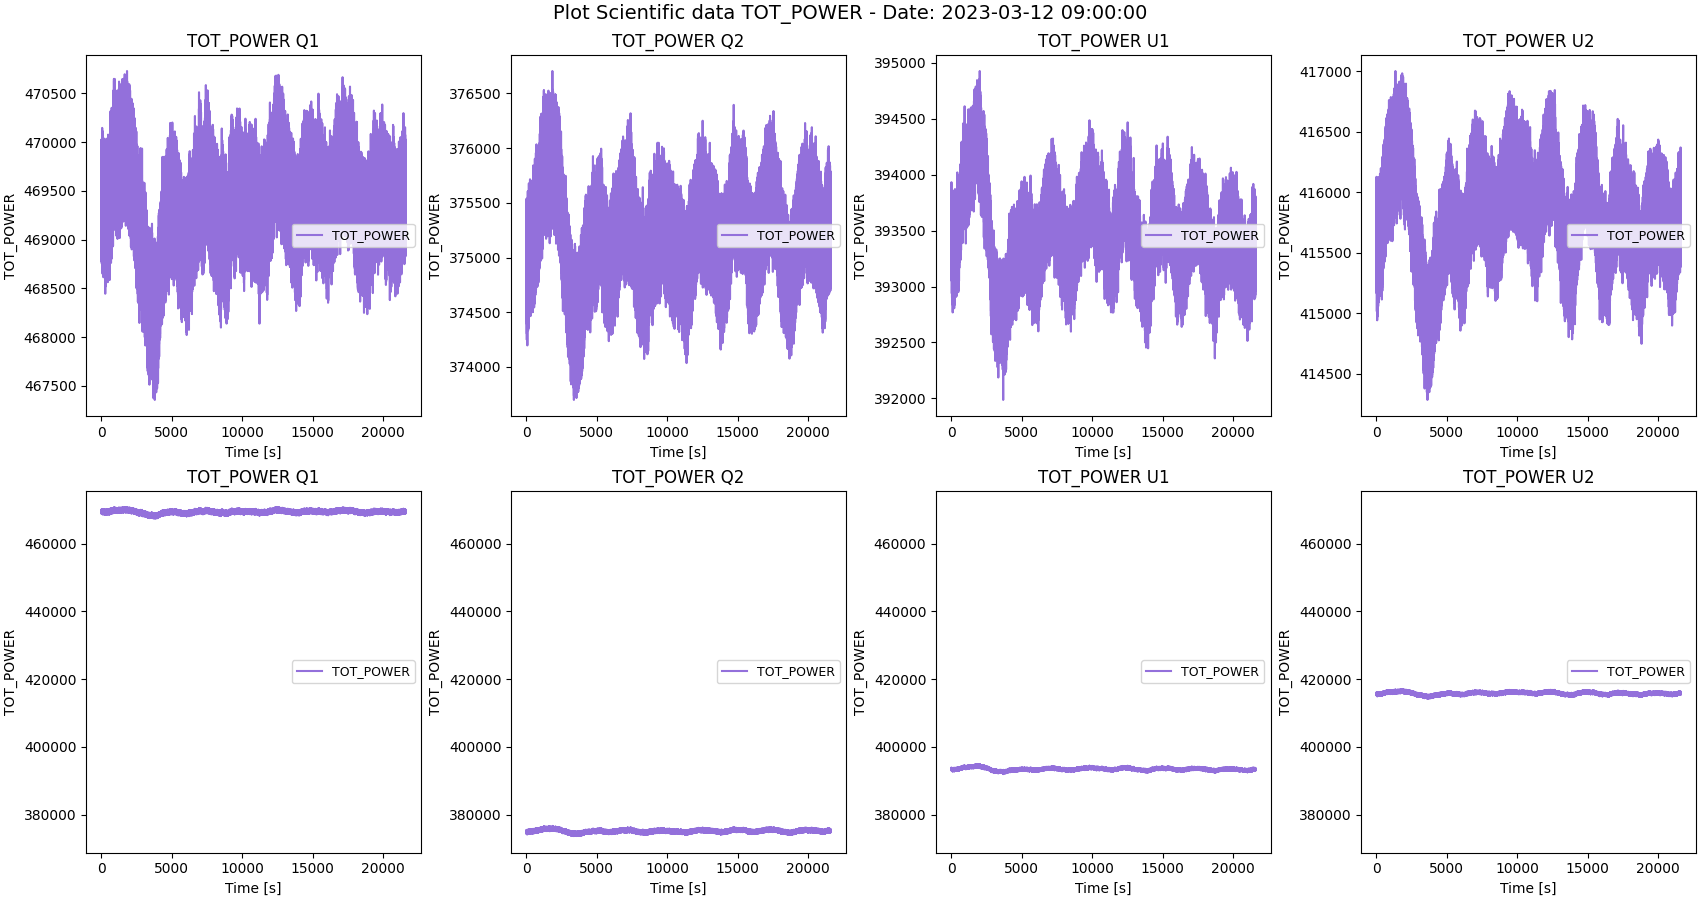 Plot Scientific data TOT_POWER - Date: 2023-03-12 09:00:00
TOT_POWER Q1
TOT_POWER
470500
470000
469500
469000
468500
468000
467500
TOT_POWER
0 5000 10000 15000 20000
Time [s]
TOT_POWER Q2
TOT_POWER
376500
376000
375500
375000
374500
374000
TOT_POWER
0 5000 10000 15000 20000
Time [s]
TOT_POWER U1
TOT_POWER
395000
394500
394000
393500
393000
392500
392000
TOT_POWER
0 5000 10000 15000 20000
Time [s]
TOT_POWER U2
TOT_POWER
417000
416500
416000
415500
415000
414500
TOT_POWER
0 5000 10000 15000 20000
Time [s]
TOT_POWER Q1
TOT_POWER
460000
440000
420000
400000
380000
TOT_POWER
0 5000 10000 15000 20000
Time [s]
TOT_POWER Q2
TOT_POWER
460000
440000
420000
400000
380000
TOT_POWER
0 5000 10000 15000 20000
Time [s]
TOT_POWER U1
TOT_POWER
460000
440000
420000
400000
380000
TOT_POWER
0 5000 10000 15000 20000
Time [s]
TOT_POWER U2
TOT_POWER
460000
440000
420000
400000
380000
TOT_POWER
0 5000 10000 15000 20000
Time [s]